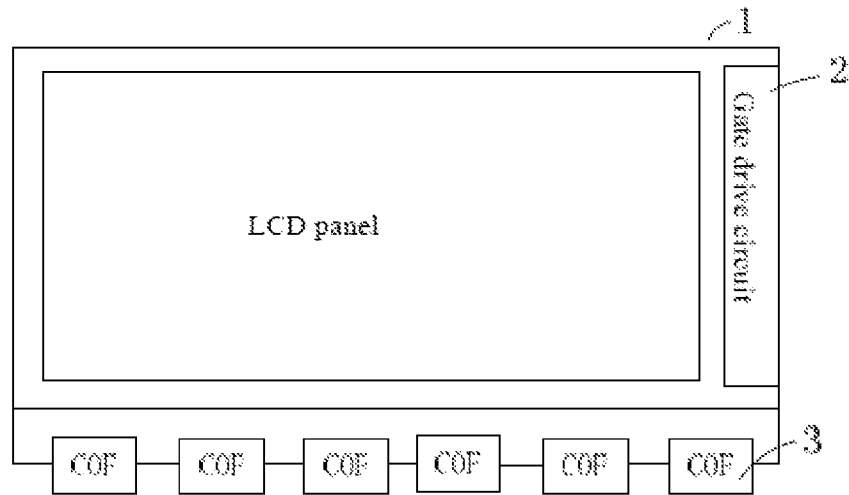 1
2
Gate drive circuit
LCD panel
COF COF COF COF COF COF
3